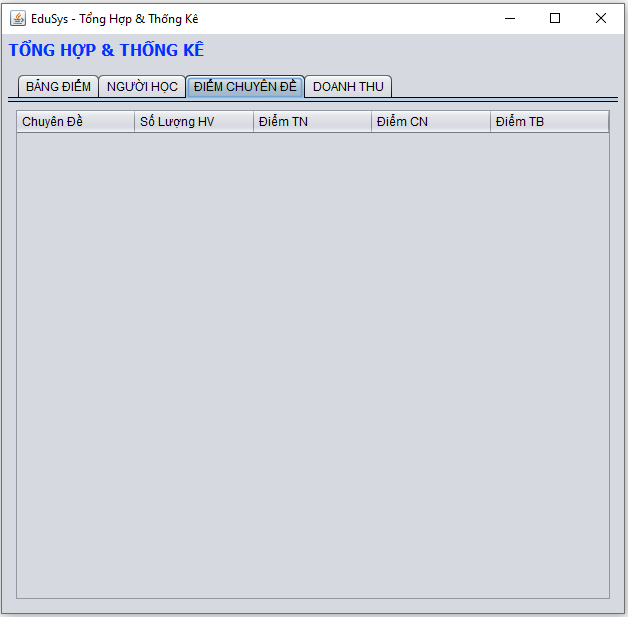 EduSys - Tổng Hợp & Thống Kê
TỔNG HỢP & THỐNG KÊ
BẢNG ĐIỂM NGƯỜI HỌC ĐIỂM CHUYÊN ĐỀ DOANH THU
Chuyên Đề Số Lượng HV Điểm TN Điểm CN Điểm TB